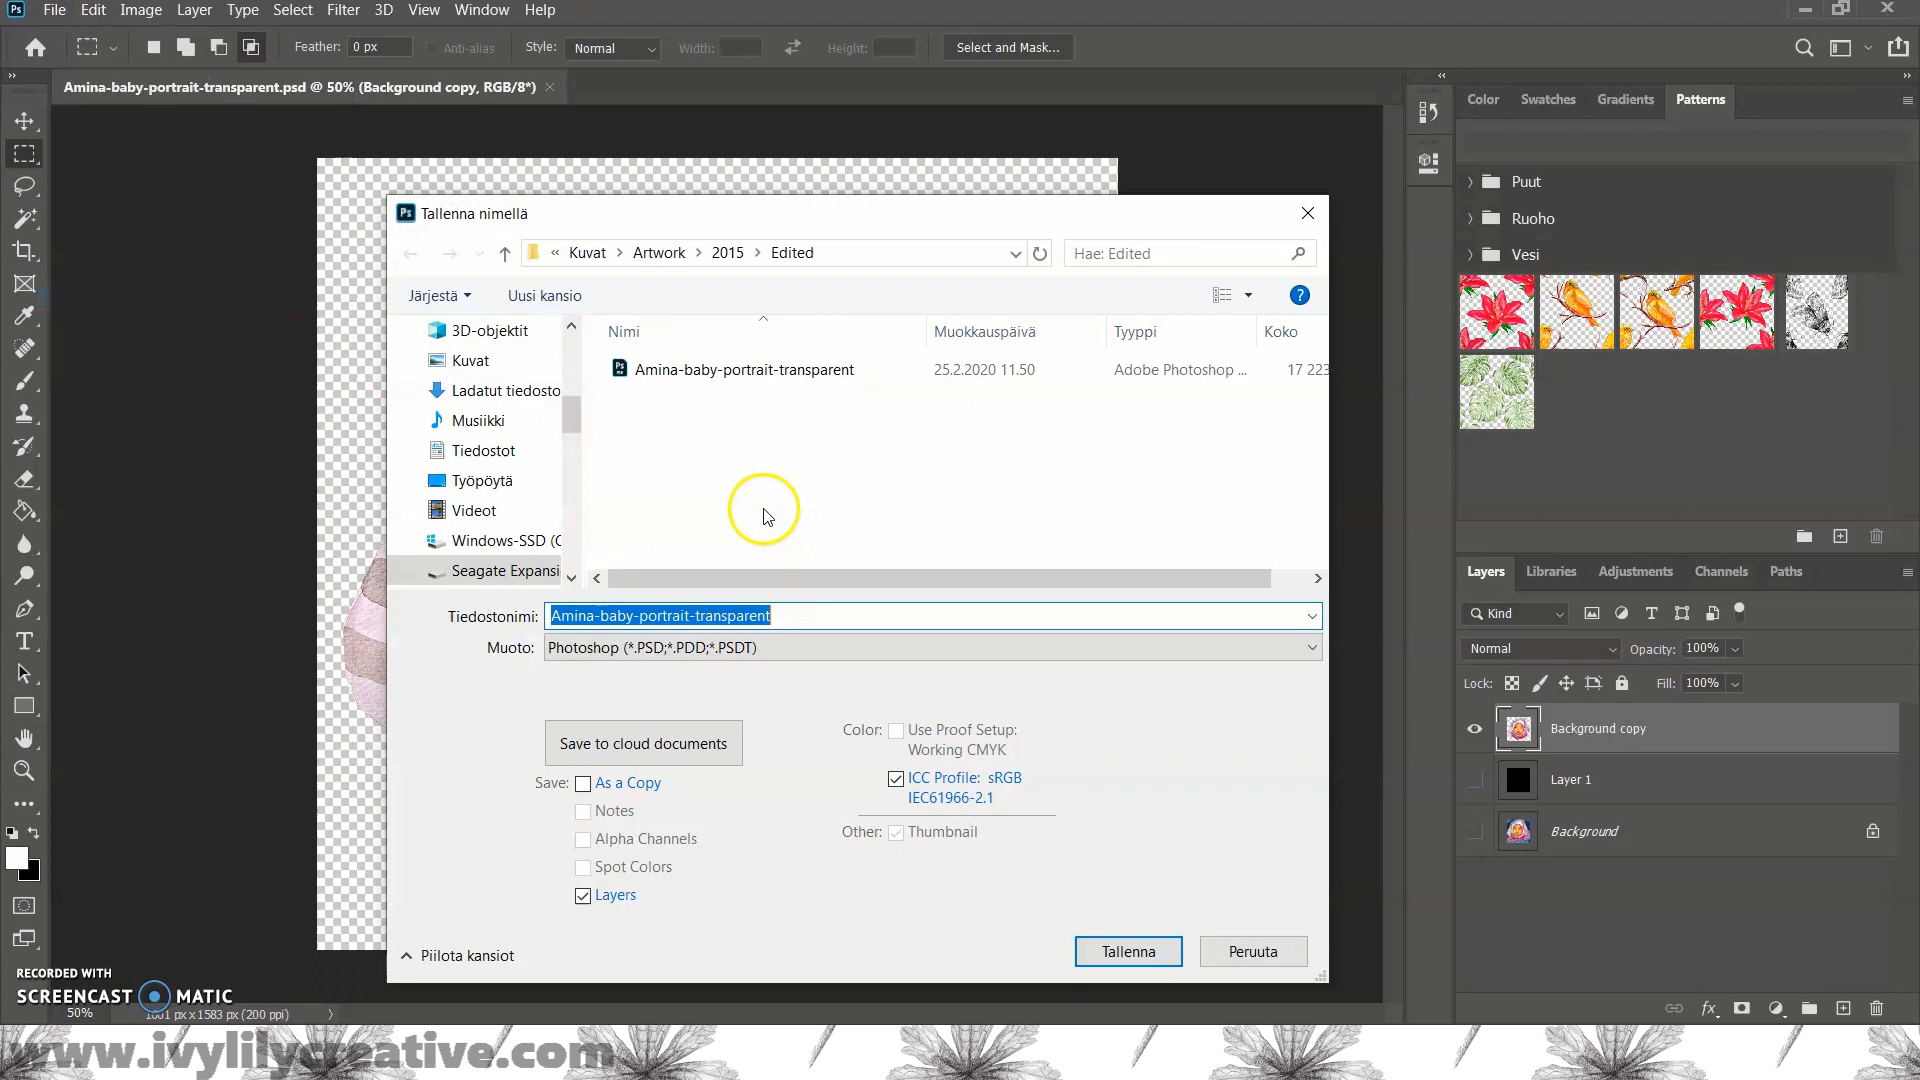 Ps File Edit Image Layer Type Select Filter 3D View Window Help
Feather: 0 px Anti-alias Style: Normal Width: Height: Select and Mask...
Amina-baby-portrait-transparent.psd @ 50% (Background copy, RGB/8*)
Color Swatches Gradients Patterns
Puut
Ruoho
Vesi
Ps Tallenna nimellä
« Kuvat Artwork 2015 Edited Hae: Edited
Järjestä Uusi kansio
3D-objektit
Kuvat
Ladatut tiedosto
Musiikki
Tiedostot
Työpöytä
Videot
Windows-SSD (C
Seagate Expansi
Nimi Muokkauspäivä Tyyppi Koko
Amina-baby-portrait-transparent 25.2.2020 11.50 Adobe Photoshop ... 17 223
Tiedostonimi: Amina-baby-portrait-transparent
Muoto: Photoshop (*.PSD;*.PDD;*.PSDT)
Save to cloud documents
Save: As a Copy
Notes
Alpha Channels
Spot Colors
Layers
Color: Use Proof Setup:
Working CMYK
ICC Profile: sRGB
IEC61966-2.1
Other: Thumbnail
Piilota kansiot Tallenna Peruuta
Layers Libraries Adjustments Channels Paths
Kind
Normal Opacity: 100%
Lock: Fill: 100%
Background copy
Layer 1
Background
RECORDED WITH
SCREENCAST MATIC
50% 1601 px x 1583 px (200 ppi)
www.ivylilycreative.com